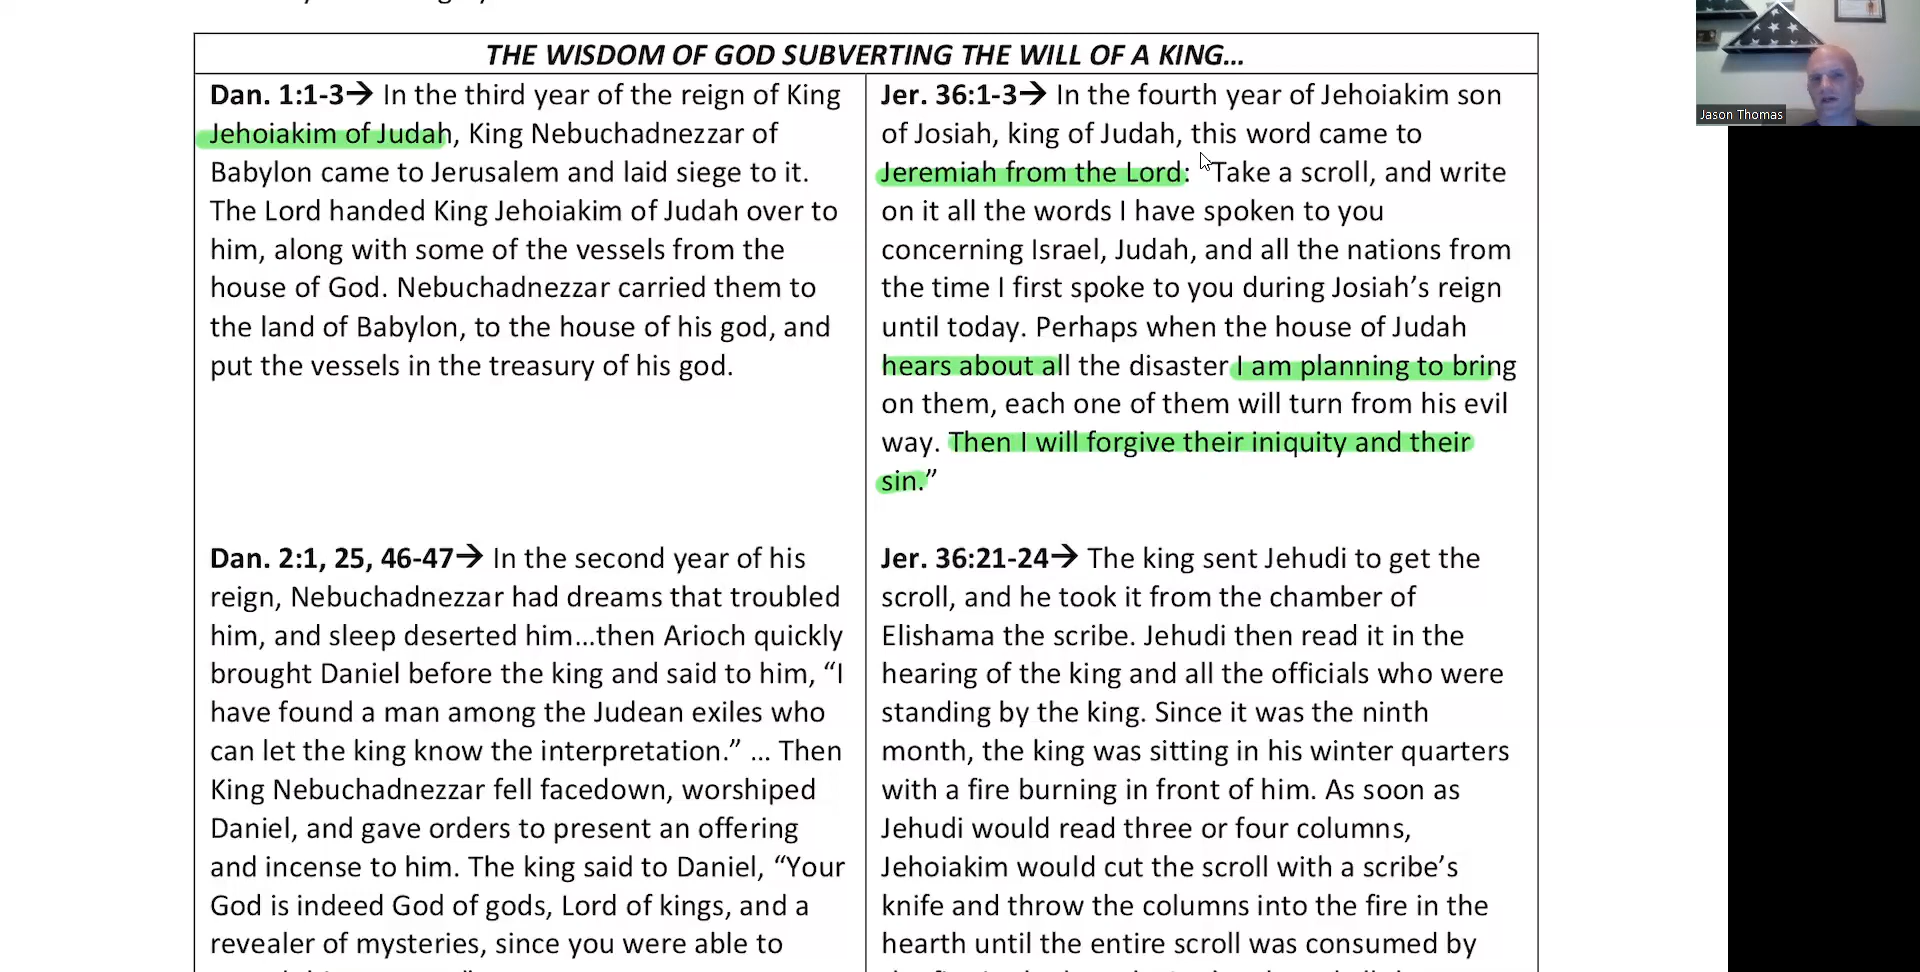 THE WISDOM OF GOD SUBVERTING THE WILL OF A KING...
Dan. 1:1-3→ In the third year of the reign of King
Jehoiakim of Judah, King Nebuchadnezzar of
Babylon came to Jerusalem and laid siege to it.
The Lord handed King Jehoiakim of Judah over to
him, along with some of the vessels from the
house of God. Nebuchadnezzar carried them to
the land of Babylon, to the house of his god, and
put the vessels in the treasury of his god.
Dan. 2:1, 25, 46-47→ In the second year of his
reign, Nebuchadnezzar had dreams that troubled
him, and sleep deserted him...then Arioch quickly
brought Daniel before the king and said to him, “I
have found a man among the Judean exiles who
can let the king know the interpretation.” ... Then
King Nebuchadnezzar fell facedown, worshiped
Daniel, and gave orders to present an offering
and incense to him. The king said to Daniel, “Your
God is indeed God of gods, Lord of kings, and a
revealer of mysteries, since you were able to
Jer. 36:1-3→ In the fourth year of Jehoiakim son
of Josiah, king of Judah, this word came to
Jeremiah from the Lord: “Take a scroll, and write
on it all the words I have spoken to you
concerning Israel, Judah, and all the nations from
the time I first spoke to you during Josiah’s reign
until today. Perhaps when the house of Judah
hears about all the disaster I am planning to bring
on them, each one of them will turn from his evil
way. Then I will forgive their iniquity and their
sin.”
Jer. 36:21-24→ The king sent Jehudi to get the
scroll, and he took it from the chamber of
Elishama the scribe. Jehudi then read it in the
hearing of the king and all the officials who were
standing by the king. Since it was the ninth
month, the king was sitting in his winter quarters
with a fire burning in front of him. As soon as
Jehudi would read three or four columns,
Jehoiakim would cut the scroll with a scribe’s
knife and throw the columns into the fire in the
hearth until the entire scroll was consumed by
Jason Thomas